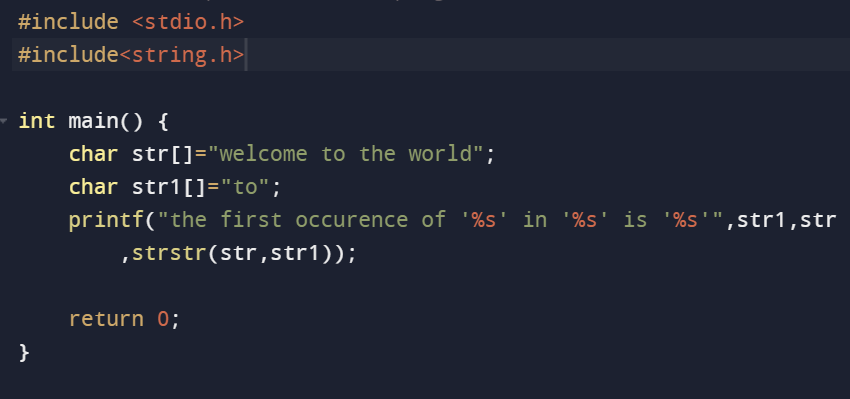 #include <stdio.h>
#include<string.h>
int main() {
char str[]="welcome to the world";
char str1[]="to";
printf("the first occurence of '%s' in '%s' is '%s'",str1,str
,strstr(str,str1));
return 0;
}